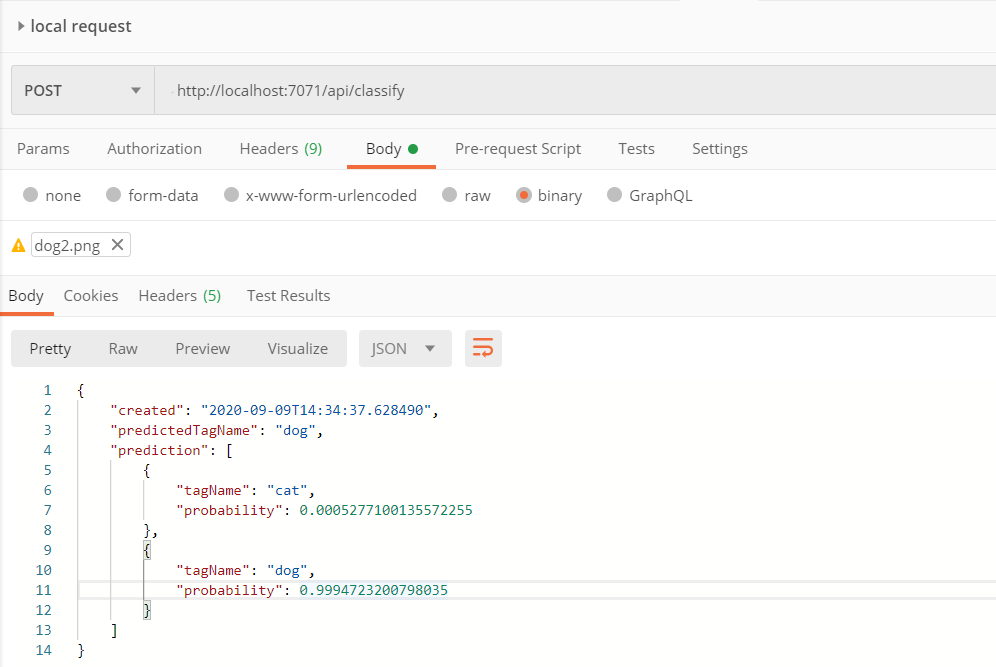 local request
POST http://localhost:7071/api/classify
Params Authorization Headers (9) Body Pre-request Script Tests Settings
none form-data x-www-form-urlencoded raw binary GraphQL
dog2.png
Body Cookies Headers (5) Test Results
Pretty Raw Preview Visualize JSON
1 {
2 "created": "2020-09-09T14:34:37.628490",
3 "predictedTagName": "dog",
4 "prediction": [
5 {
6 "tagName": "cat",
7 "probability": 0.0005277100135572255
8 },
9 {
10 "tagName": "dog",
11 "probability": 0.9994723200798035
12 }
13 ]
14 }